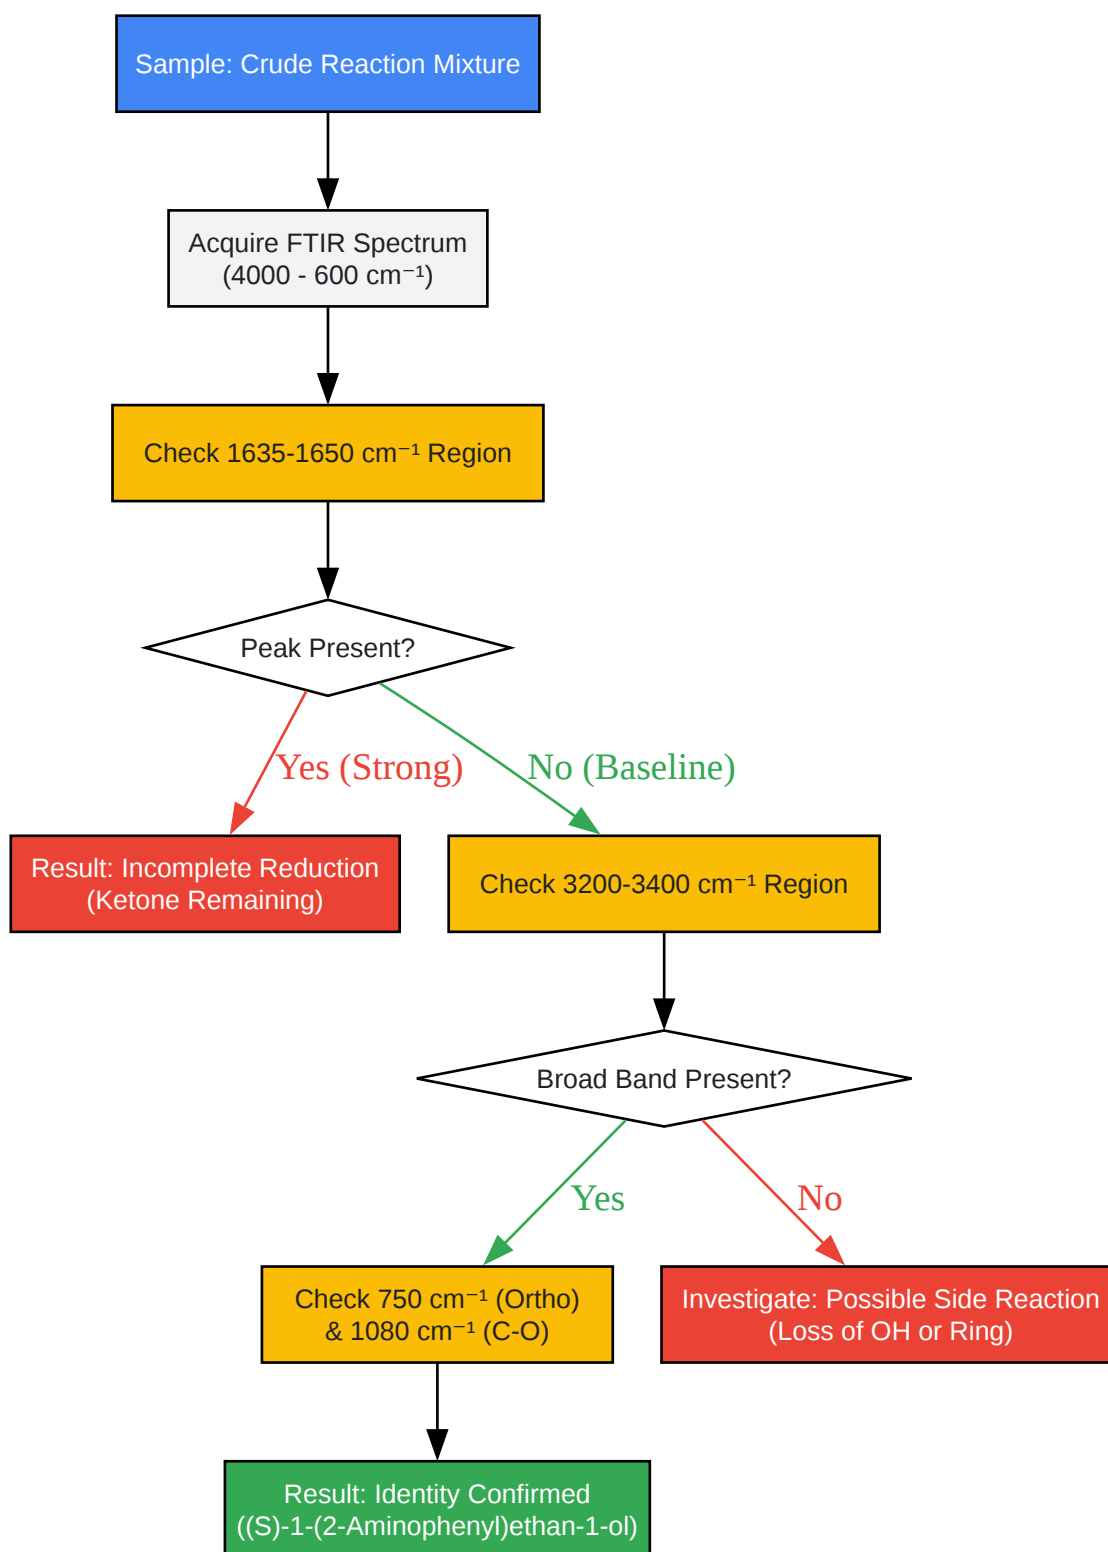 Sample: Crude Reaction Mixture
Acquire FTIR Spectrum
(4000 - 600 cm⁻¹)
Check 1635-1650 cm⁻¹ Region
Peak Present?
Yes (Strong)
No (Baseline)
Result: Incomplete Reduction
(Ketone Remaining)
Check 3200-3400 cm⁻¹ Region
Broad Band Present?
Yes
No
Check 750 cm⁻¹ (Ortho)
& 1080 cm⁻¹ (C-O)
Investigate: Possible Side Reaction
(Loss of OH or Ring)
Result: Identity Confirmed
((S)-1-(2-Aminophenyl)ethan-1-ol)